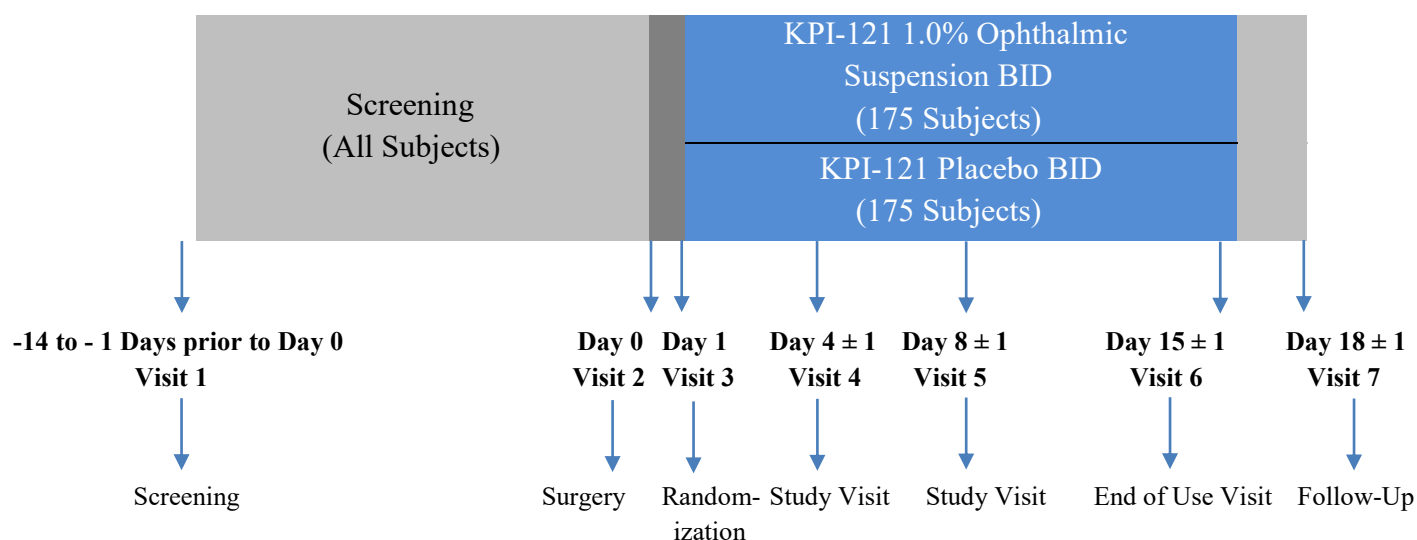 Screening
(All Subjects)
KPI-121 1.0% Ophthalmic
Suspension BID
(175 Subjects)
KPI-121 Placebo BID
(175 Subjects)
-14 to - 1 Days prior to Day 0
Visit 1
Day 0
Visit 2
Day 1
Visit 3
Day 4 ± 1
Visit 4
Day 8 ± 1
Visit 5
Day 15 ± 1
Visit 6
Day 18 ± 1
Visit 7
Screening
Surgery
Random-
ization
Study Visit
Study Visit
End of Use Visit
Follow-Up